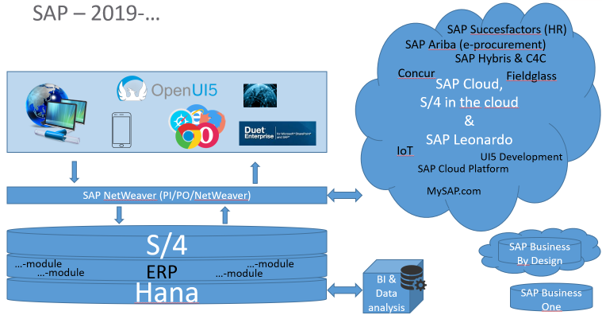 SAP – 2019-...
SAP Succesfactors (HR)
SAP Ariba (e-procurement)
SAP Hybris & C4C
Concur
Fieldglass
SAP Cloud,
S/4 in the cloud
&
SAP Leonardo
IoT
UI5 Development
SAP Cloud Platform
MySAP.com
OpenUI5
Duet
Enterprise
SAP NetWeaver (PI/PO/NetWeaver)
S/4
...-module
...-module
ERP
...-module
...-module
Hana
BI &
Data
analysis
SAP Business
By Design
SAP Business
One